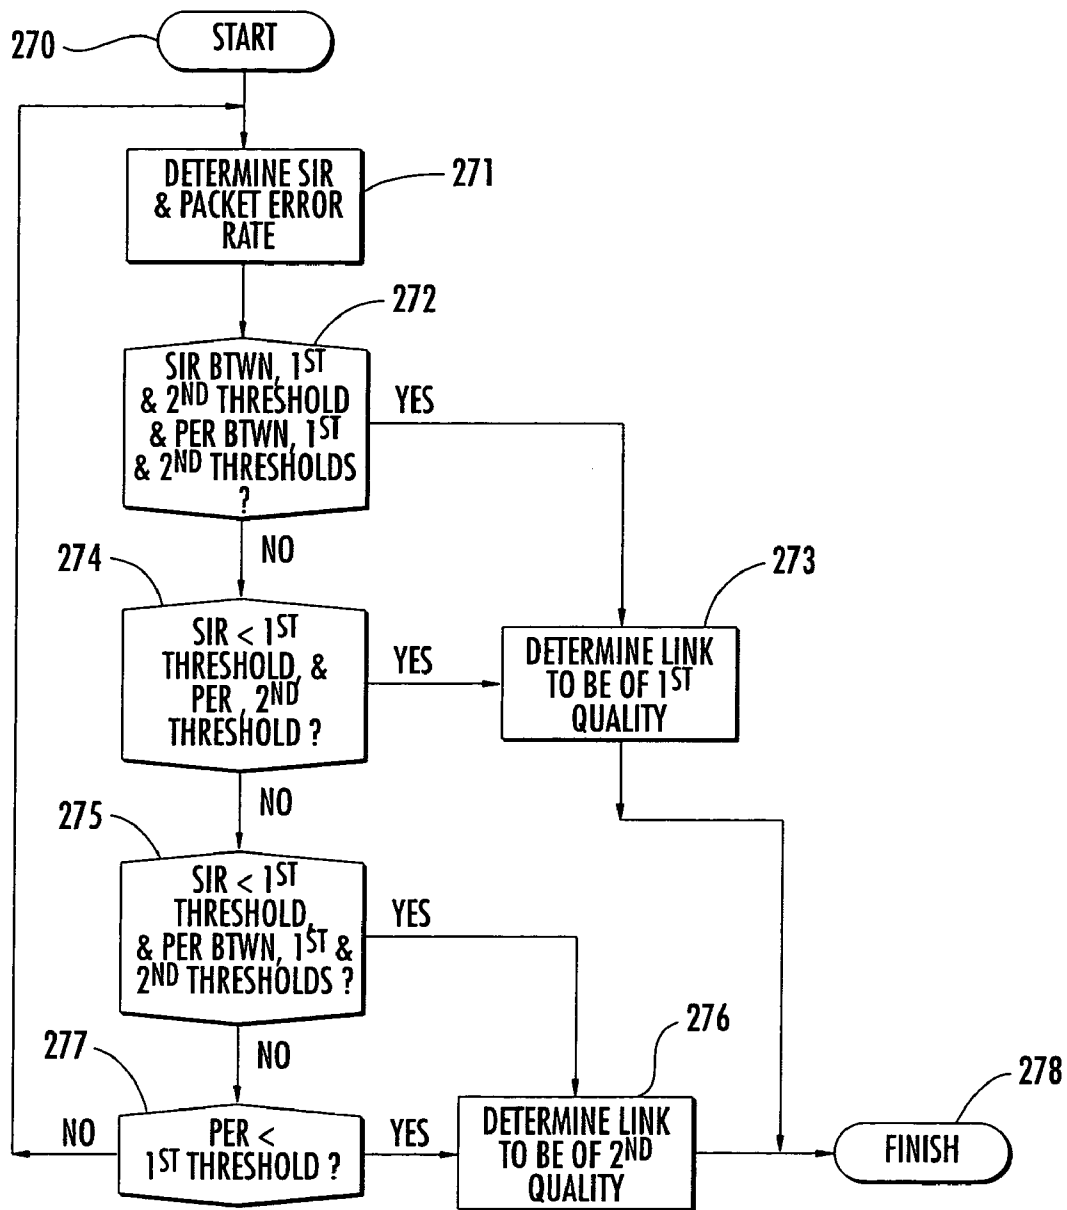 START
270
DETERMINE SIR
& PACKET ERROR
RATE
271
272
SIR BTWN, 1ST
& 2ND THRESHOLD
& PER BTWN, 1ST
& 2ND THRESHOLDS
?
YES
NO
274
273
SIR < 1ST
THRESHOLD, &
PER , 2ND
THRESHOLD ?
YES
DETERMINE LINK
TO BE OF 1ST
QUALITY
NO
275
SIR < 1ST
THRESHOLD,
& PER BTWN, 1ST &
2ND THRESHOLDS ?
YES
NO
277
276
278
NO
PER <
1ST THRESHOLD ?
YES
DETERMINE LINK
TO BE OF 2ND
QUALITY
FINISH